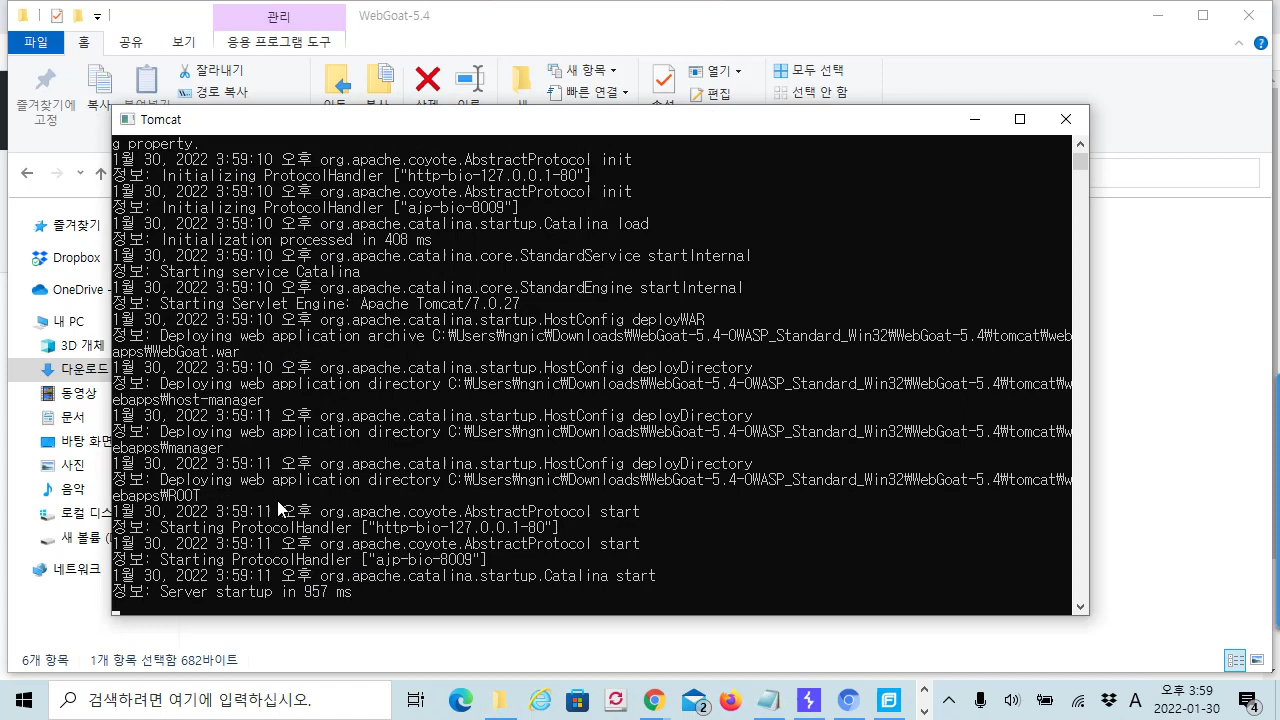 관리
WebGoat-5.4
파일
홈
공유
보기
응용 프로그램 도구
즐겨찾기에
고정
복사
잘라내기
경로 복사
새 항목
빠른 연결
열기
편집
모두 선택
선택 안 함
Tomcat
g property.
1월 30, 2022 3:59:10 오후 org.apache.coyote.AbstractProtocol init
정보: Initializing ProtocolHandler ["http-bio-127.0.0.1-80"]
1월 30, 2022 3:59:10 오후 org.apache.coyote.AbstractProtocol init
정보: Initializing ProtocolHandler ["ajp-bio-8009"]
1월 30, 2022 3:59:10 오후 org.apache.catalina.startup.Catalina load
정보: Initialization processed in 408 ms
1월 30, 2022 3:59:10 오후 org.apache.catalina.core.StandardService startInternal
정보: Starting service Catalina
1월 30, 2022 3:59:10 오후 org.apache.catalina.core.StandardEngine startInternal
정보: Starting Servlet Engine: Apache Tomcat/7.0.27
1월 30, 2022 3:59:10 오후 org.apache.catalina.startup.HostConfig deployWAR
정보: Deploying web application archive C:₩Users₩ngnic₩Downloads₩WebGoat-5.4-OWASP_Standard_Win32₩WebGoat-5.4₩tomcat₩web
apps₩WebGoat.war
1월 30, 2022 3:59:10 오후 org.apache.catalina.startup.HostConfig deployDirectory
정보: Deploying web application directory C:₩Users₩ngnic₩Downloads₩WebGoat-5.4-OWASP_Standard_Win32₩WebGoat-5.4₩tomcat₩w
ebapps₩host-manager
1월 30, 2022 3:59:11 오후 org.apache.catalina.startup.HostConfig deployDirectory
정보: Deploying web application directory C:₩Users₩ngnic₩Downloads₩WebGoat-5.4-OWASP_Standard_Win32₩WebGoat-5.4₩tomcat₩w
ebapps₩manager
1월 30, 2022 3:59:11 오후 org.apache.catalina.startup.HostConfig deployDirectory
정보: Deploying web application directory C:₩Users₩ngnic₩Downloads₩WebGoat-5.4-OWASP_Standard_Win32₩WebGoat-5.4₩tomcat₩w
ebapps₩ROOT
1월 30, 2022 3:59:11 오후 org.apache.coyote.AbstractProtocol start
정보: Starting ProtocolHandler ["http-bio-127.0.0.1-80"]
1월 30, 2022 3:59:11 오후 org.apache.coyote.AbstractProtocol start
정보: Starting ProtocolHandler ["ajp-bio-8009"]
1월 30, 2022 3:59:11 오후 org.apache.catalina.startup.Catalina start
정보: Server startup in 957 ms
즐겨찾기
Dropbox
OneDrive -
내 PC
3D 개체
다운로드
동영상
문서
바탕 화면
사진
음악
로컬 디스
새 볼륨 (
네트워크
6개 항목
1개 항목 선택함 682바이트
검색하려면 여기에 입력하십시오.
2
A
오후 3:59
2022-01-30
4